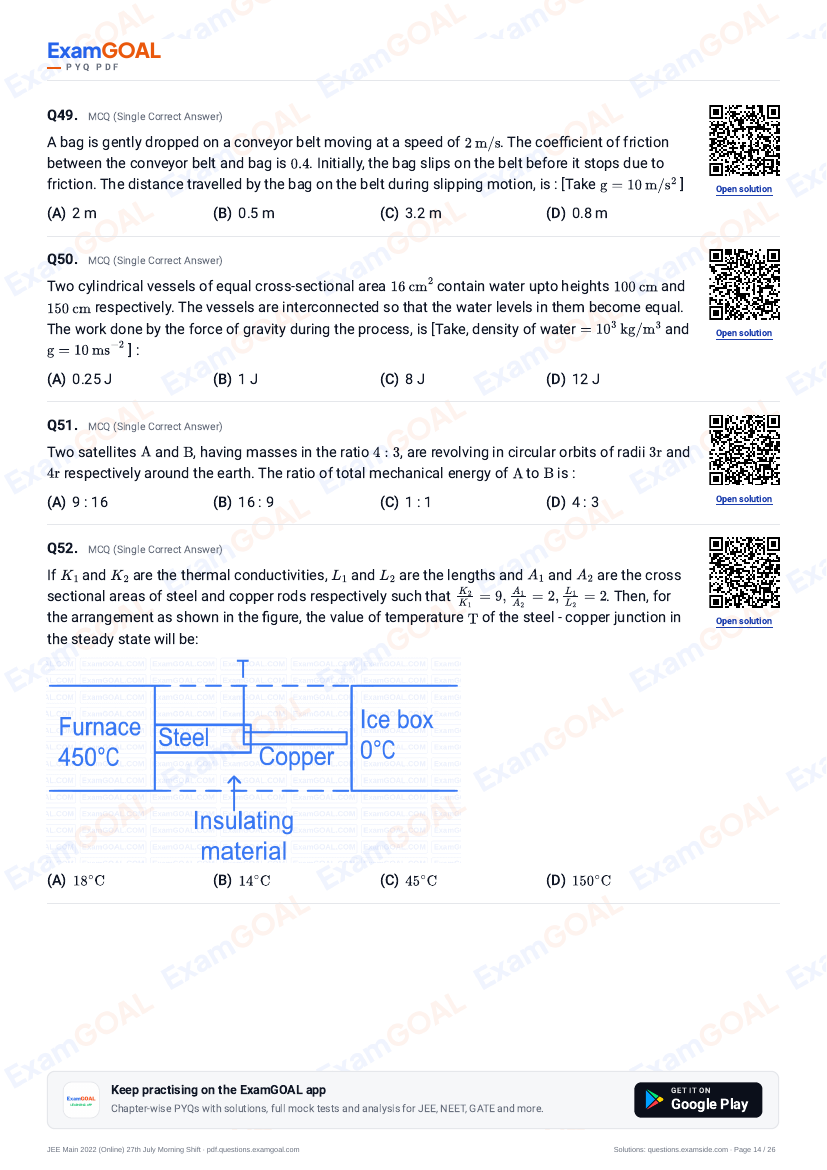 ExamGOAL
PYQ PDF
Q49. MCQ (Single Correct Answer)
A bag is gently dropped on a conveyor belt moving at a speed of 2 m/s. The coefficient of friction
between the conveyor belt and bag is 0.4. Initially, the bag slips on the belt before it stops due to
friction. The distance travelled by the bag on the belt during slipping motion, is : [Take g = 10 m/s² ]
Open solution
(A) 2 m (B) 0.5 m (C) 3.2 m (D) 0.8 m
Q50. MCQ (Single Correct Answer)
Two cylindrical vessels of equal cross-sectional area 16 cm² contain water upto heights 100 cm and
150 cm respectively. The vessels are interconnected so that the water levels in them become equal.
The work done by the force of gravity during the process, is [Take, density of water = 10³ kg/m³ and
g = 10 ms⁻² ] :
Open solution
(A) 0.25 J (B) 1 J (C) 8 J (D) 12 J
Q51. MCQ (Single Correct Answer)
Two satellites A and B, having masses in the ratio 4 : 3, are revolving in circular orbits of radii 3r and
4r respectively around the earth. The ratio of total mechanical energy of A to B is :
Open solution
(A) 9 : 16 (B) 16 : 9 (C) 1 : 1 (D) 4 : 3
Q52. MCQ (Single Correct Answer)
If K₁ and K₂ are the thermal conductivities, L₁ and L₂ are the lengths and A₁ and A₂ are the cross
sectional areas of steel and copper rods respectively such that K₂/K₁ = 9, A₁/A₂ = 2, L₁/L₂ = 2. Then, for
the arrangement as shown in the figure, the value of temperature T of the steel - copper junction in
the steady state will be:
Open solution
T
Furnace
450°C
Steel
Copper
Ice box
0°C
Insulating
material
(A) 18°C (B) 14°C (C) 45°C (D) 150°C
Keep practising on the ExamGOAL app
Chapter-wise PYQs with solutions, full mock tests and analysis for JEE, NEET, GATE and more.
GET IT ON
Google Play
JEE Main 2022 (Online) 27th July Morning Shift · pdf.questions.examgoal.com
Solutions: questions.examside.com · Page 14 / 26